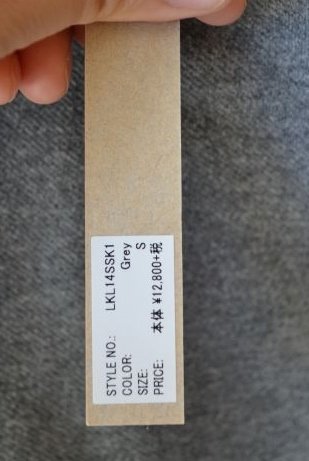 STYLE NO.: LKL14SSK1
COLOR: Grey
SIZE: S
PRICE: 本体 ¥12,800+税